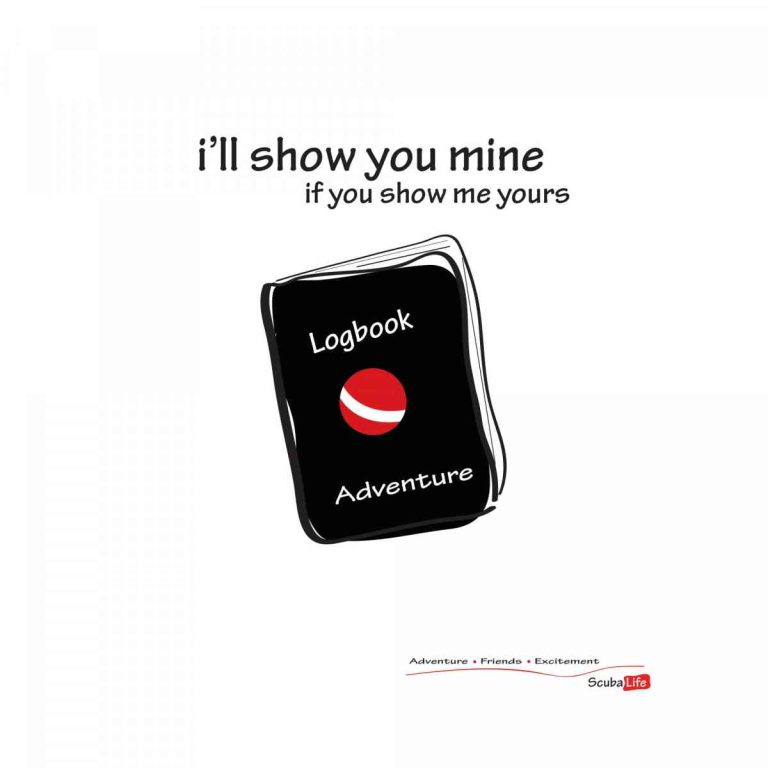 i'll show you mine
if you show me yours
Logbook
Adventure
Adventure • Friends • Excitement
ScubaLife